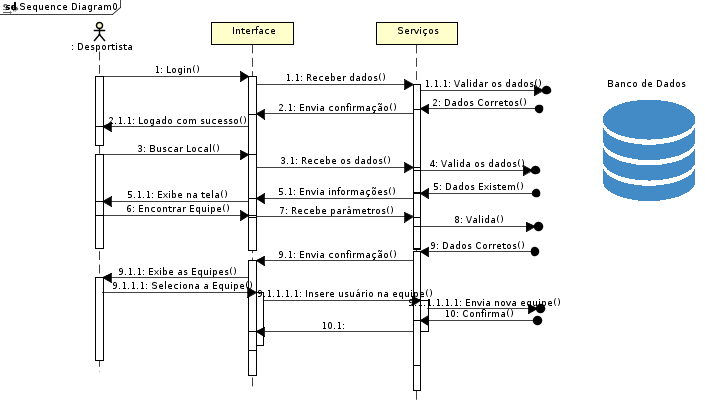 sd Sequence Diagram0
: Desportista
Interface
Serviços
Banco de Dados
1: Login()
1.1: Receber dados()
1.1.1: Validar os dados()
2: Dados Corretos()
2.1: Envia confirmação()
2.1.1: Logado com sucesso()
3: Buscar Local()
3.1: Recebe os dados()
4: Valida os dados()
5: Dados Existem()
5.1: Envia informações()
5.1.1: Exibe na tela()
6: Encontrar Equipe()
7: Recebe parâmetros()
8: Valida()
9: Dados Corretos()
9.1: Envia confirmação()
9.1.1: Exibe as Equipes()
9.1.1.1: Seleciona a Equipe()
9.1.1.1.1: Insere usuário na equipe()
9.1.1.1.1.1: Envia nova equipe()
10: Confirma()
10.1: